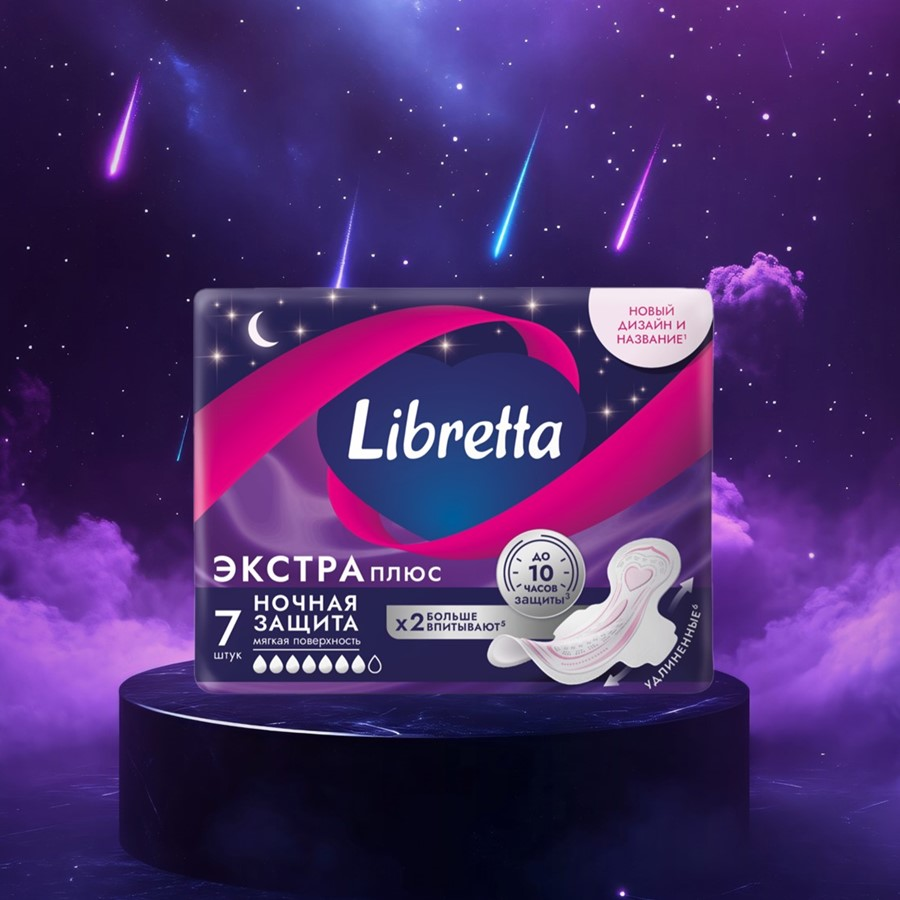 НОВЫЙ
ДИЗАЙН И
НАЗВАНИЕ¹
Libretta
ЭКСТРА ПЛЮС
7
штук
НОЧНАЯ
ЗАЩИТА
мягкая поверхность
x2 БОЛЬШЕ
ВПИТЫВАЮТ⁵
ДО
10
ЧАСОВ
ЗАЩИТЫ³
УДЛИНЕННЫЕ⁶